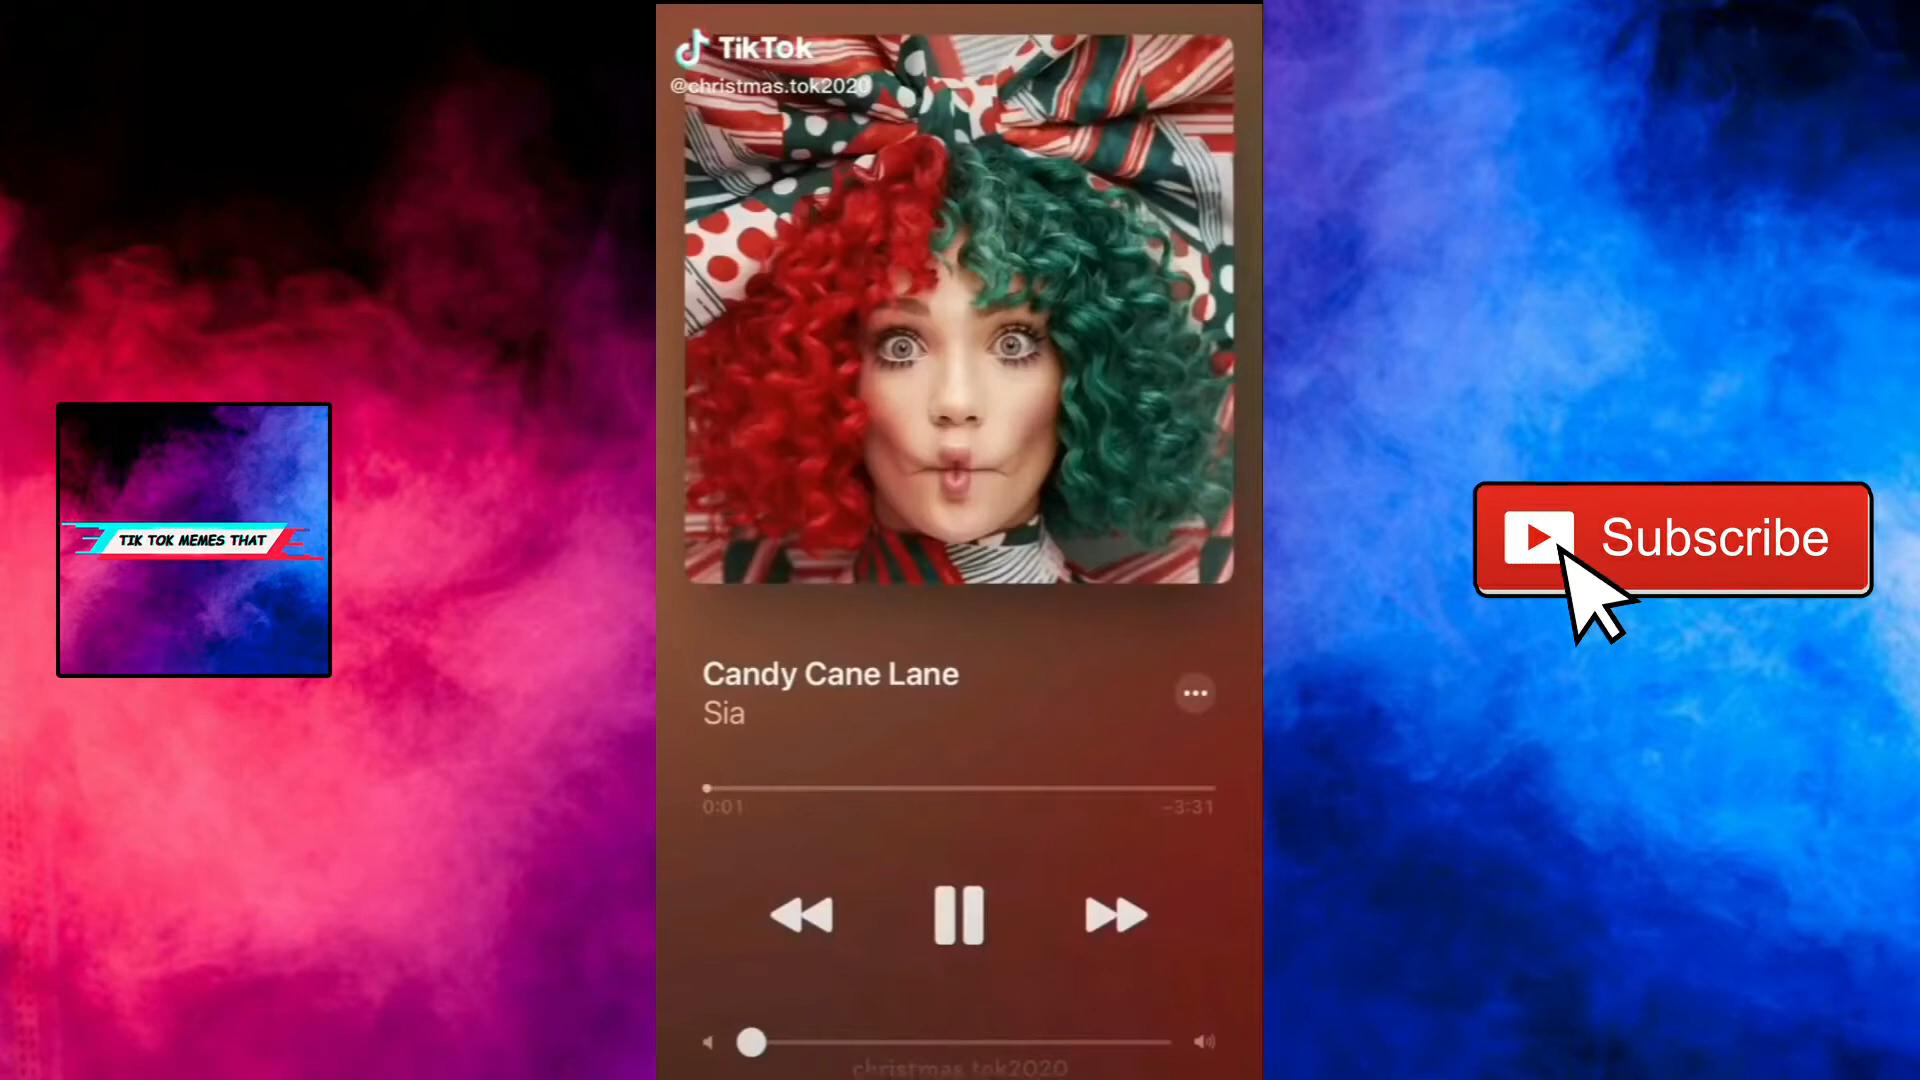 TikTok
@christmas.tok2020
TIK TOK MEMES THAT
Subscribe
Candy Cane Lane
Sia
0:01
-3:31
christmas.tok2020